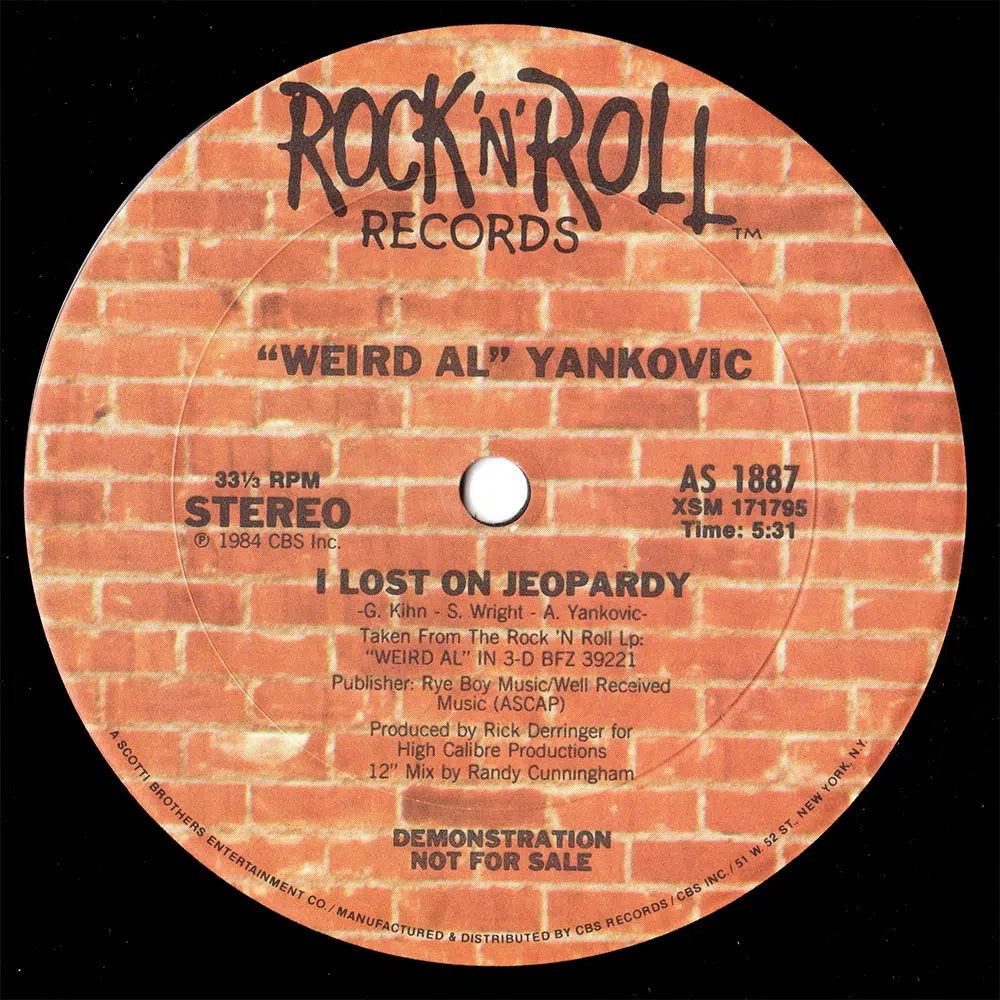 ROCK 'N' ROLL
RECORDS ™
“WEIRD AL” YANKOVIC
33⅓ RPM
STEREO
℗ 1984 CBS Inc.
AS 1887
XSM 171795
Time: 5:31
I LOST ON JEOPARDY
-G. Kihn - S. Wright - A. Yankovic-
Taken From The Rock 'N Roll Lp:
“WEIRD AL” IN 3-D BFZ 39221
Publisher: Rye Boy Music/Well Received
Music (ASCAP)
Produced by Rick Derringer for
High Calibre Productions
12” Mix by Randy Cunningham
DEMONSTRATION
NOT FOR SALE
A SCOTTI BROTHERS ENTERTAINMENT CO./ MANUFACTURED & DISTRIBUTED BY CBS RECORDS / CBS INC. / 51 W. 52 ST., NEW YORK, N.Y.